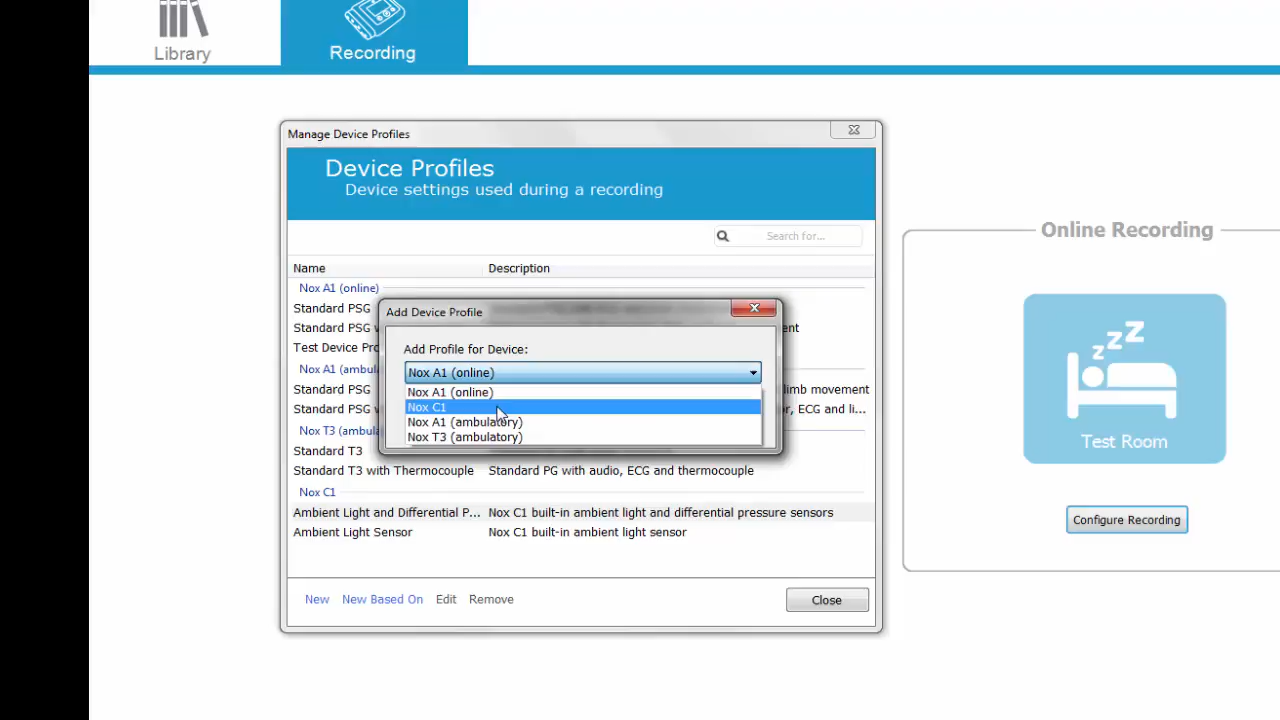 Library
Recording
Manage Device Profiles
Device Profiles
Device settings used during a recording
Search for...
Name Description
Nox A1 (online)
Standard PSG
Standard PSG
Test Device Pro
Nox A1 (ambula
Standard PSG limb movement
Standard PSG r, ECG and li...
Nox T3 (ambula
Standard T3
Standard T3 with Thermocouple Standard PG with audio, ECG and thermocouple
Nox C1
Ambient Light and Differential P... Nox C1 built-in ambient light and differential pressure sensors
Ambient Light Sensor Nox C1 built-in ambient light sensor
New New Based On Edit Remove Close
Add Device Profile
Add Profile for Device:
Nox A1 (online)
Nox A1 (online)
Nox C1
Nox A1 (ambulatory)
Nox T3 (ambulatory)
Online Recording
z z z
Test Room
Configure Recording